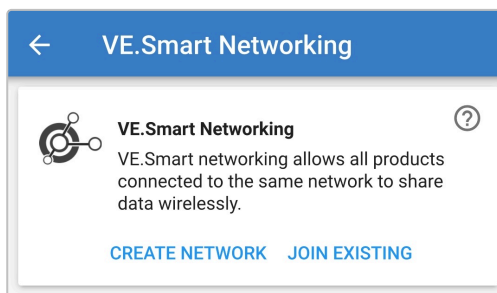 VE.Smart Networking
VE.Smart Networking
VE.Smart networking allows all products
connected to the same network to share
data wirelessly.
CREATE NETWORK JOIN EXISTING